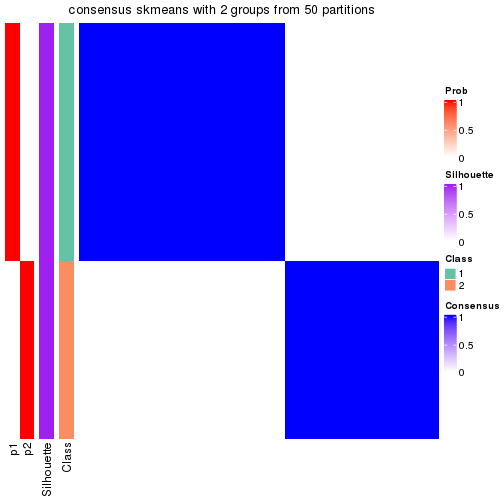 consensus skmeans with 2 groups from 50 partitions
Prob
1
0.5
0
Silhouette
1
0.5
0
Class
1
2
Consensus
1
0.5
0
p1
p2
Silhouette
Class